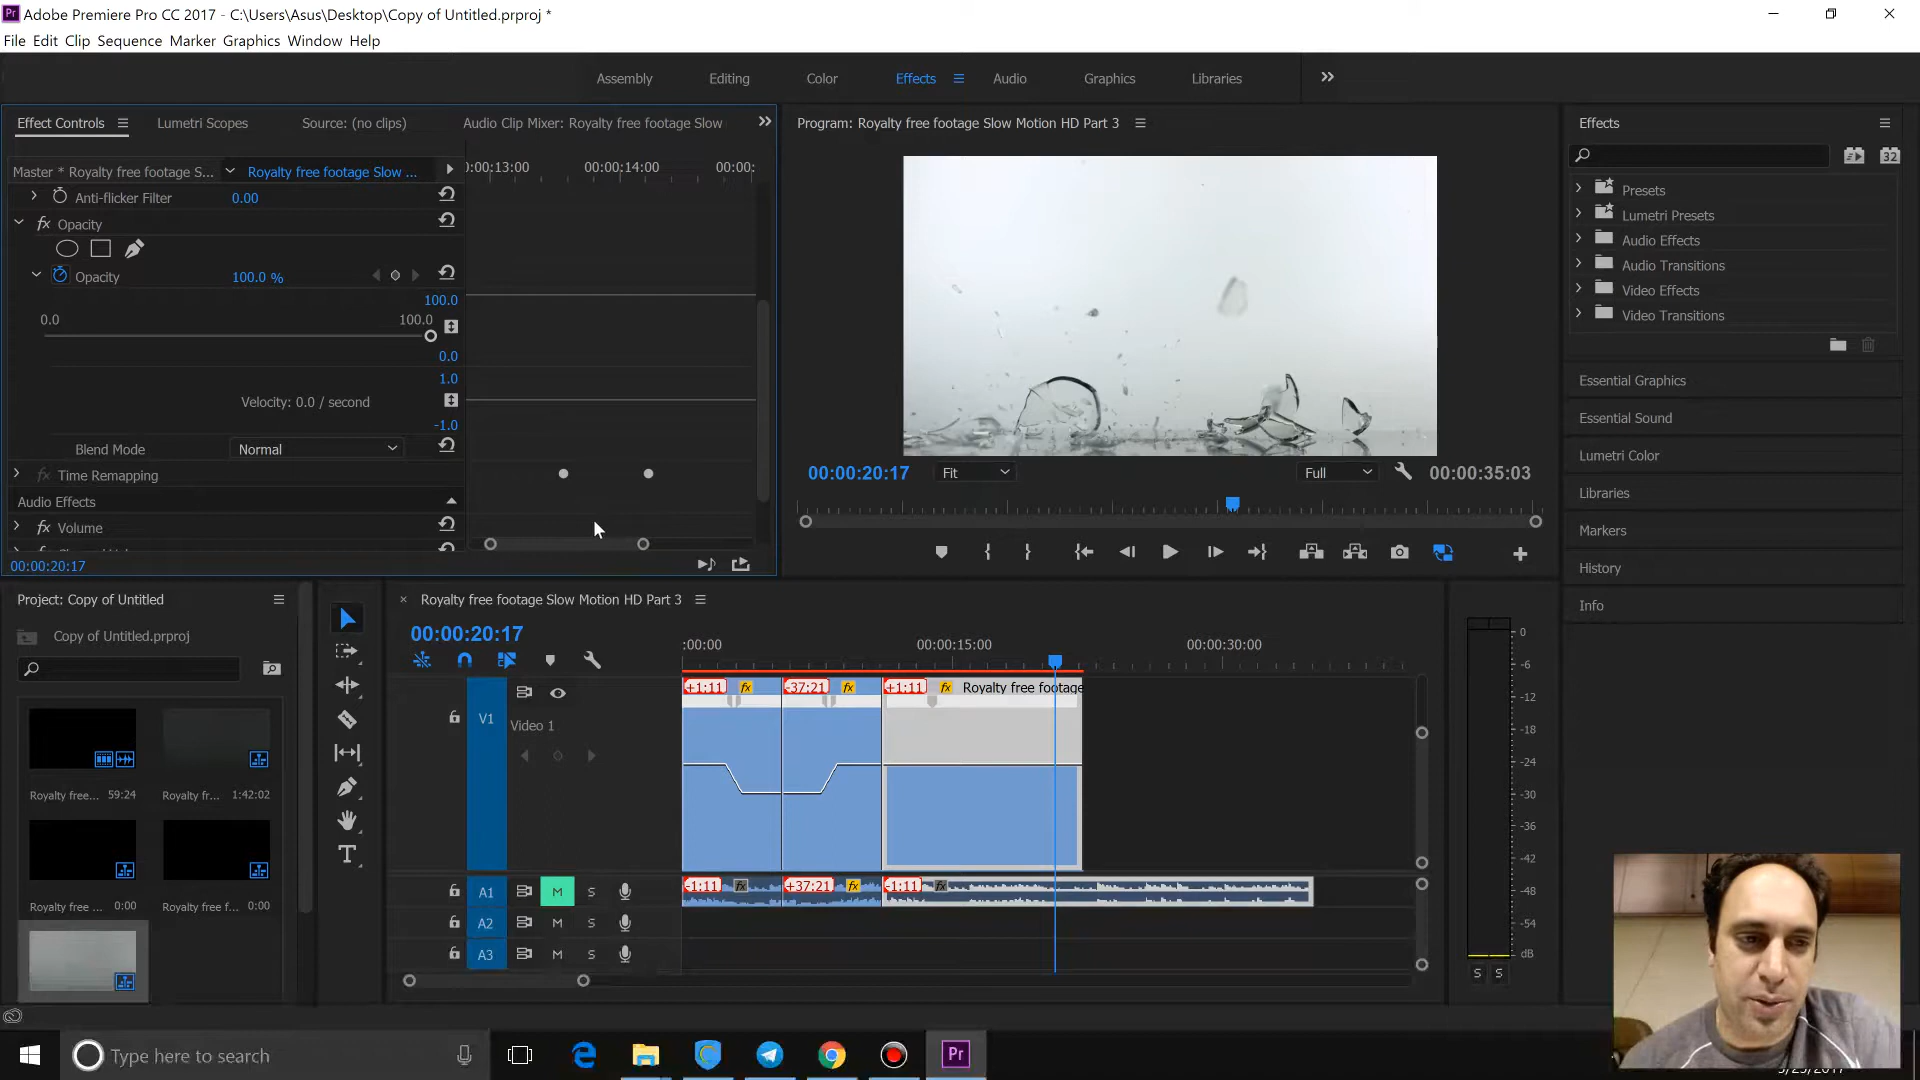 Adobe Premiere Pro CC 2017 - C:\Users\Asus\Desktop\Copy of Untitled.prproj *
File Edit Clip Sequence Marker Graphics Window Help
Assembly Editing Color Effects Audio Graphics Libraries
Effect Controls Lumetri Scopes Source: (no clips) Audio Clip Mixer: Royalty free footage Slow
Master * Royalty free footage S... Royalty free footage Slow ...
:00:13:00 00:00:14:00 00:00:
Anti-flicker Filter 0.00
fx Opacity
Opacity 100.0 %
100.0
0.0 100.0
0.0
1.0
Velocity: 0.0 / second
-1.0
Blend Mode Normal
fx Time Remapping
Audio Effects
fx Volume
00:00:20:17
Program: Royalty free footage Slow Motion HD Part 3
00:00:20:17 Fit Full 00:00:35:03
Effects
32
Presets
Lumetri Presets
Audio Effects
Audio Transitions
Video Effects
Video Transitions
Essential Graphics
Essential Sound
Lumetri Color
Libraries
Markers
History
Info
Project: Copy of Untitled
Copy of Untitled.prproj
Royalty free... 59:24 Royalty fr... 1:42:02
Royalty free ... 0:00 Royalty free f... 0:00
× Royalty free footage Slow Motion HD Part 3
00:00:20:17
:00:00 00:00:15:00 00:00:30:00
V1 Video 1
+1:11 fx -37:21 fx +1:11 fx Royalty free footage
A1 M S -1:11 fx +37:21 fx -1:11 fx
A2 M S
A3 M S
T
0
-6
-12
-18
-24
-30
-36
-42
-48
-54
dB
S S
Type here to search
Pr